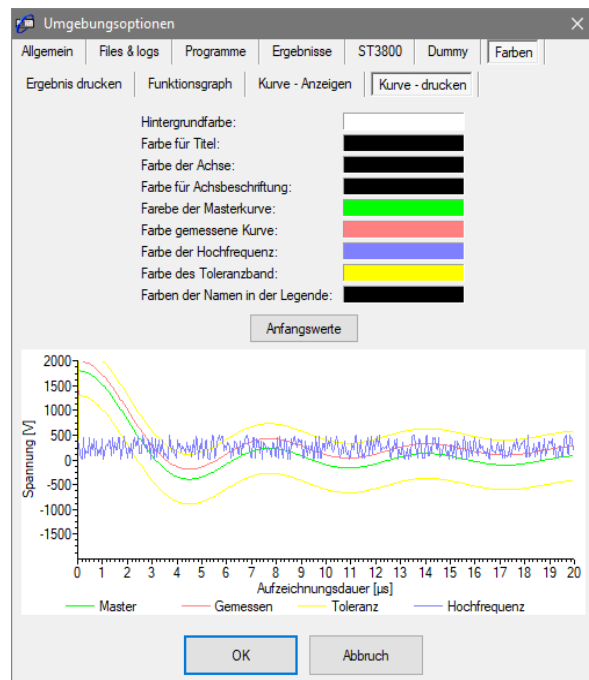 Umgebungsoptionen
Allgemein Files & logs Programme Ergebnisse ST3800 Dummy Farben
Ergebnis drucken Funktionsgraph Kurve - Anzeigen Kurve - drucken
Hintergrundfarbe:
Farbe für Titel:
Farbe der Achse:
Farbe für Achsbeschriftung:
Farebe der Masterkurve:
Farbe gemessene Kurve:
Farbe der Hochfrequenz:
Farbe des Toleranzband:
Farben der Namen in der Legende:
Anfangswerte
Spannung [V]
2000
1500
1000
500
0
-500
-1000
-1500
0 1 2 3 4 5 6 7 8 9 10 11 12 13 14 15 16 17 18 19 20
Aufzeichnungsdauer [µs]
Master Gemessen Toleranz Hochfrequenz
OK Abbruch